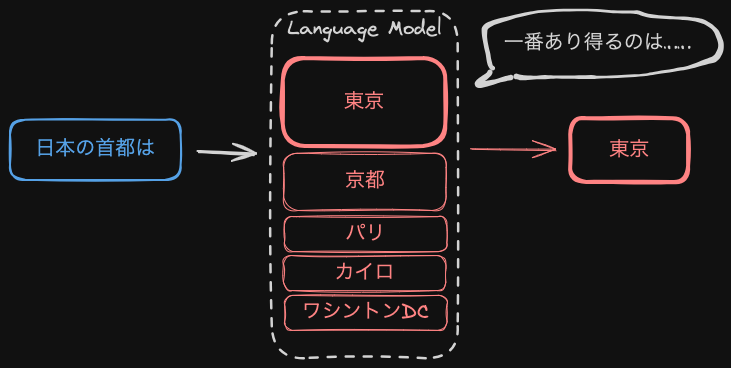 Language Model
一番あり得るのは……
東京
日本の首都は
東京
京都
パリ
カイロ
ワシントンDC